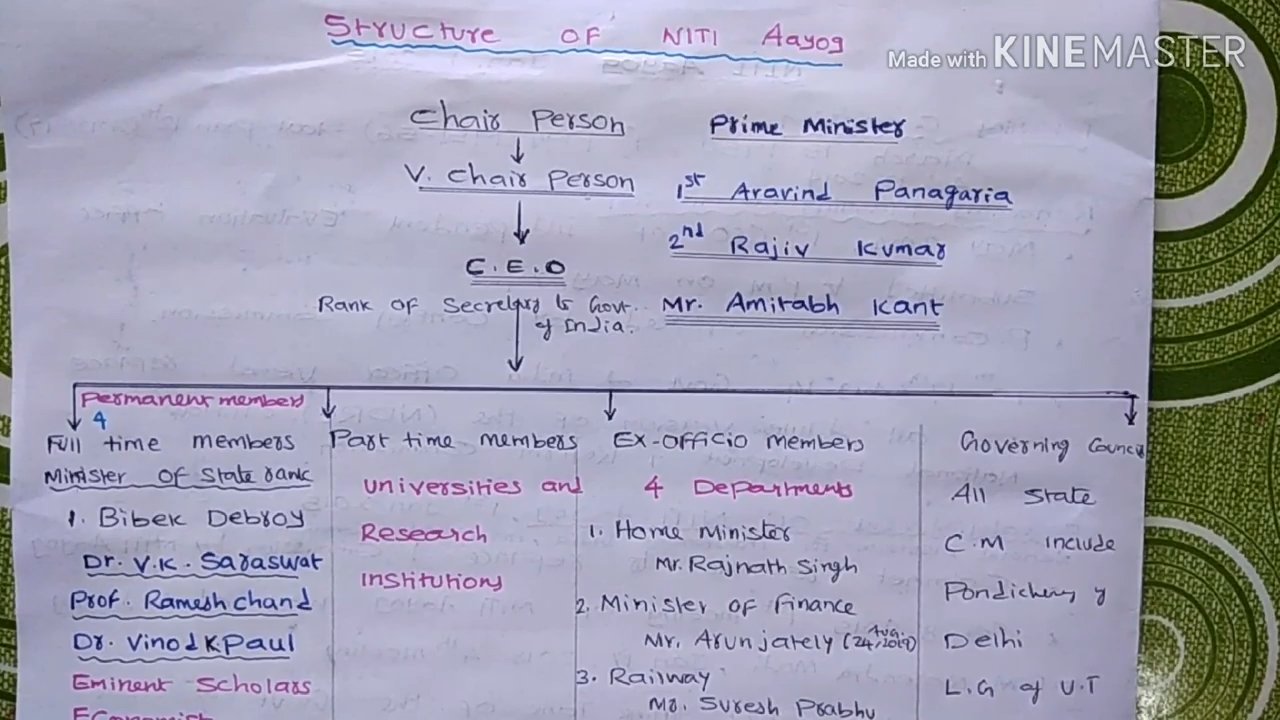 Structure OF NITI Aayog
Made with KINEMASTER
Chair Person Prime Minister
V. Chair Person 1st Aravind Panagaria
2nd Rajiv Kumar
C.E.O
Rank of Secretary to Govt of India. Mr. Amitabh Kant
Permanent members
4
Full time members
Minister of State rank
1. Bibek Debroy
Dr. V.K. Saraswat
Prof. Ramesh chand
Dr. Vinod K Paul
Eminent Scholars
Economist
Part time members
Universities and
Research
Institutions
Ex-officio members
4 Departments
1. Home Minister
Mr. Rajnath Singh
2. Minister of Finance
Mr. Arun jately (Aug. 24, 2019)
3. Railway
Mr. Suresh Prabhu
Governing Council
All State
C.M include
Pondichery y
Delhi
L.G of U.T